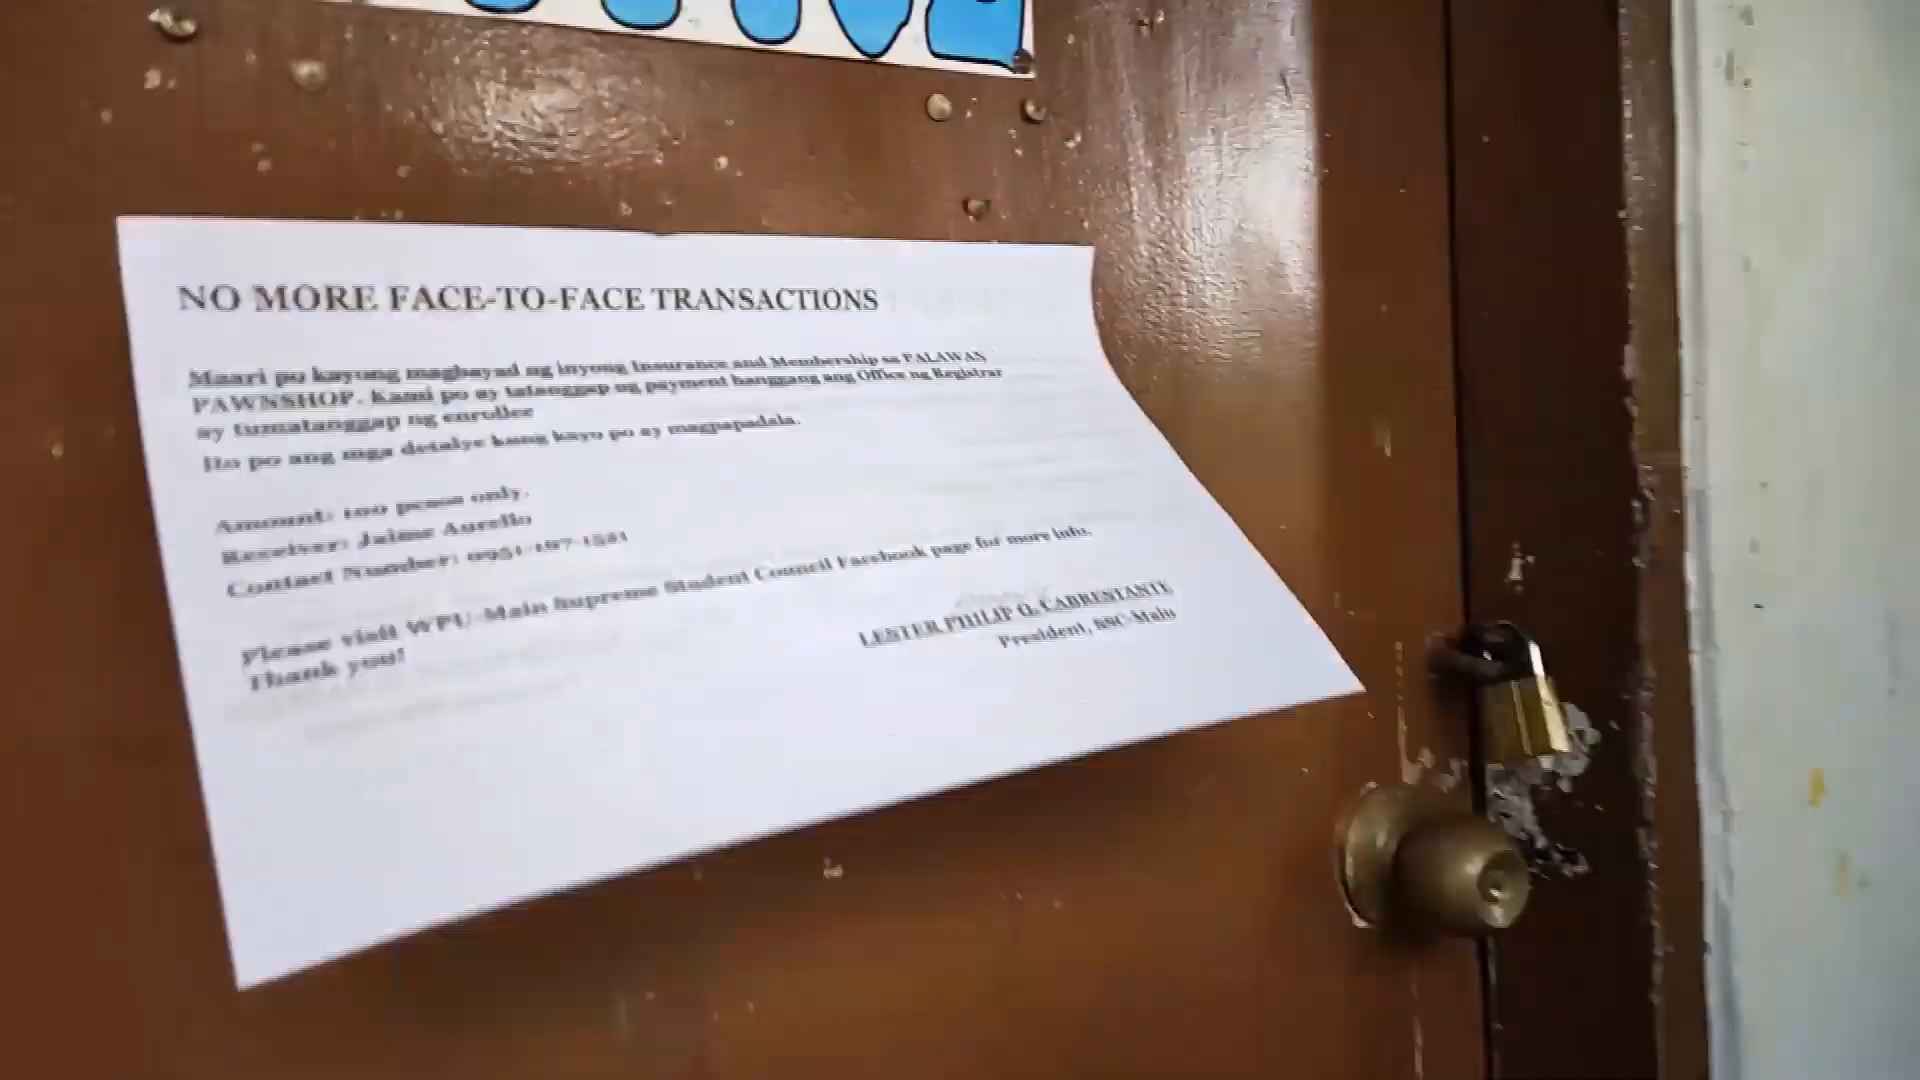 NO MORE FACE-TO-FACE TRANSACTIONS
Maari po kayong magbayad ng inyong Insurance and Membership sa PALAWAN
PAWNSHOP. Kami po ay tatanggap ng payment hanggang ang Office ng Registrar
ay tumatanggap ng enrollee
Ito po ang mga detalye kung kayo po ay magpapadala.
Amount: 100 pesos only.
Receiver: Jaime Aurello
Contact Number:
Please visit WPU-Main Supreme Student Council Facebook page for more info.
Thank you!
LESTER PHILIP G. CABRESTANTE
President, SSC-Main